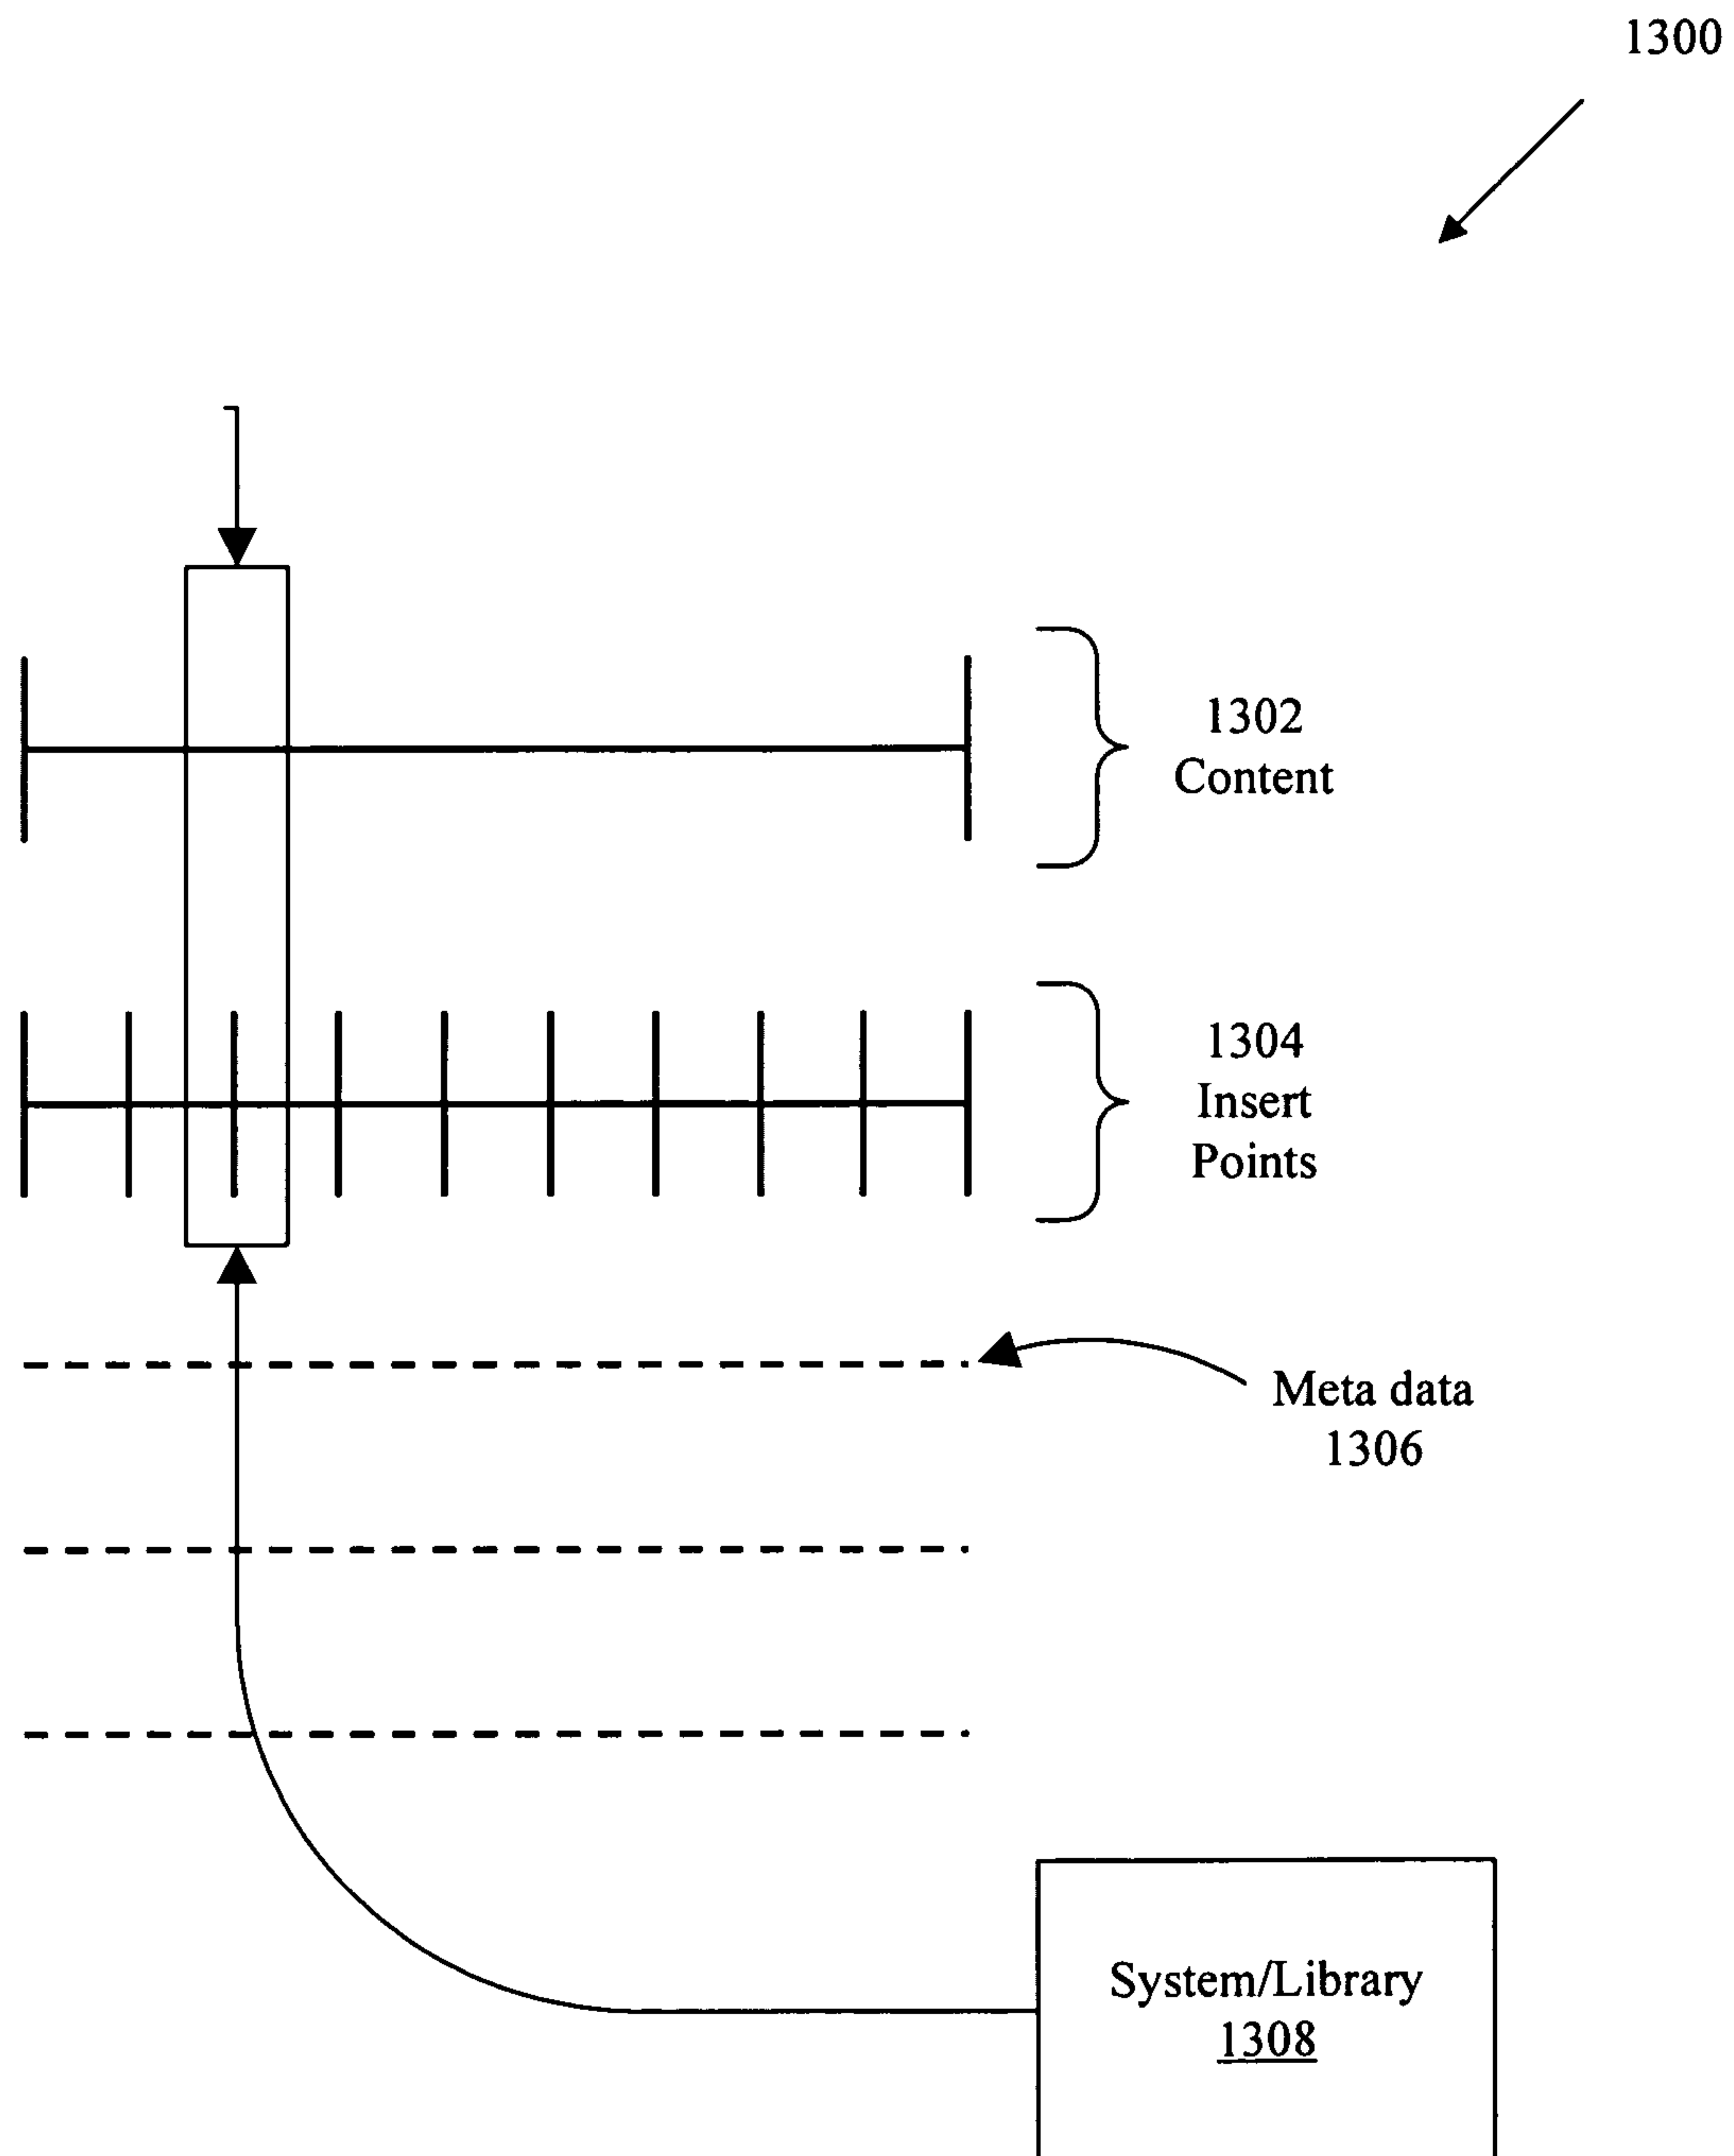 1300
1302
Content
1304
Insert
Points
Meta data
1306
System/Library
1308